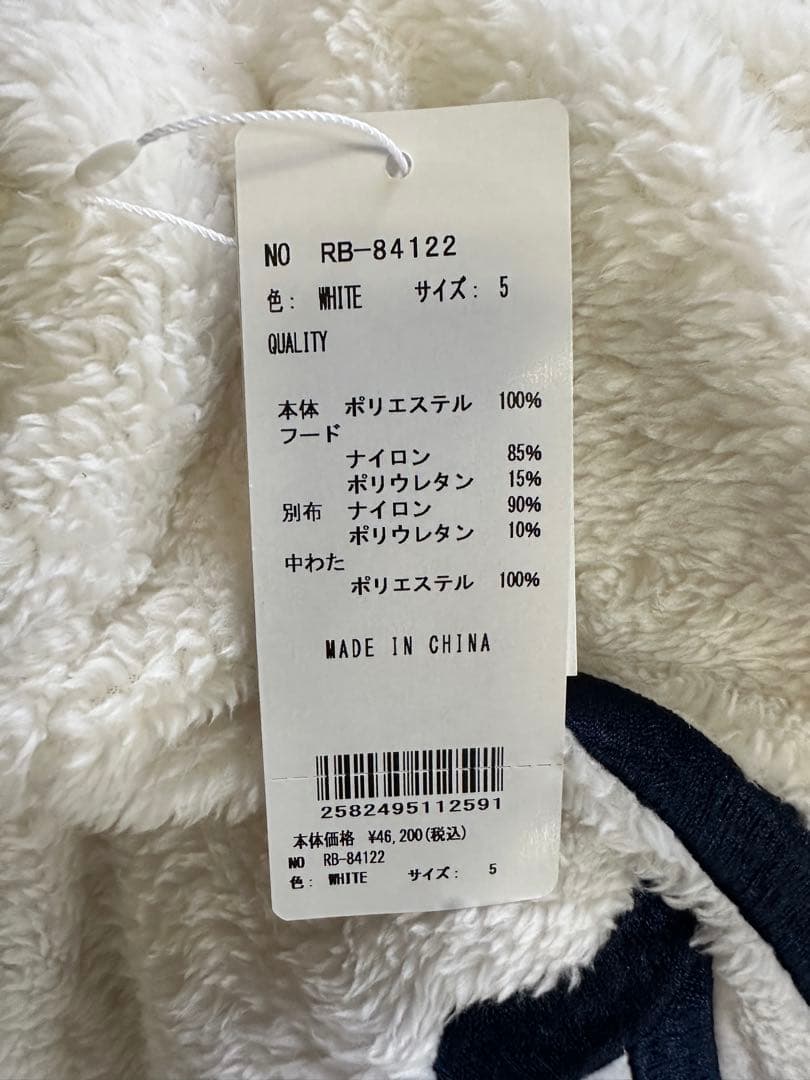 NO RB-84122
色： WHITE サイズ： 5
QUALITY
本体 ポリエステル 100%
フード
ナイロン 85%
ポリウレタン 15%
別布 ナイロン 90%
ポリウレタン 10%
中わた
ポリエステル 100%
MADE IN CHINA
2582495112591
本体価格 ¥46,200(税込)
NO RB-84122
色： WHITE サイズ： 5